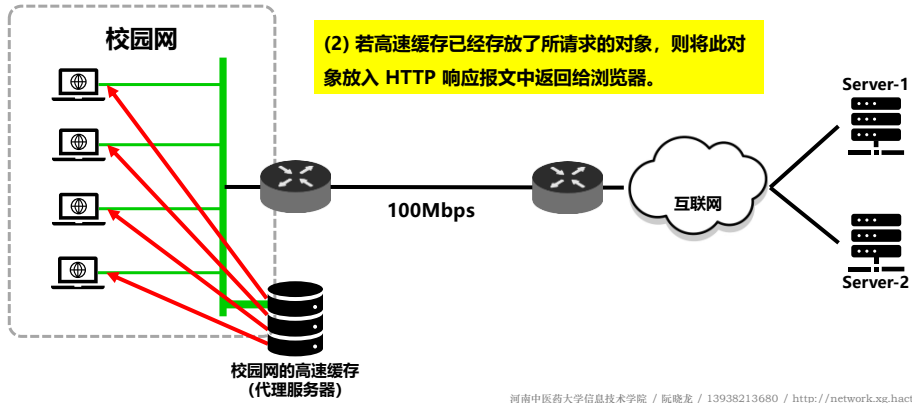 校园网
(2) 若高速缓存已经存放了所请求的对象，则将此对
象放入 HTTP 响应报文中返回给浏览器。
Server-1
100Mbps
互联网
Server-2
校园网的高速缓存
(代理服务器)
河南中医药大学信息技术学院 / 阮晓龙 / 13938213680 / http://network.xg.hact